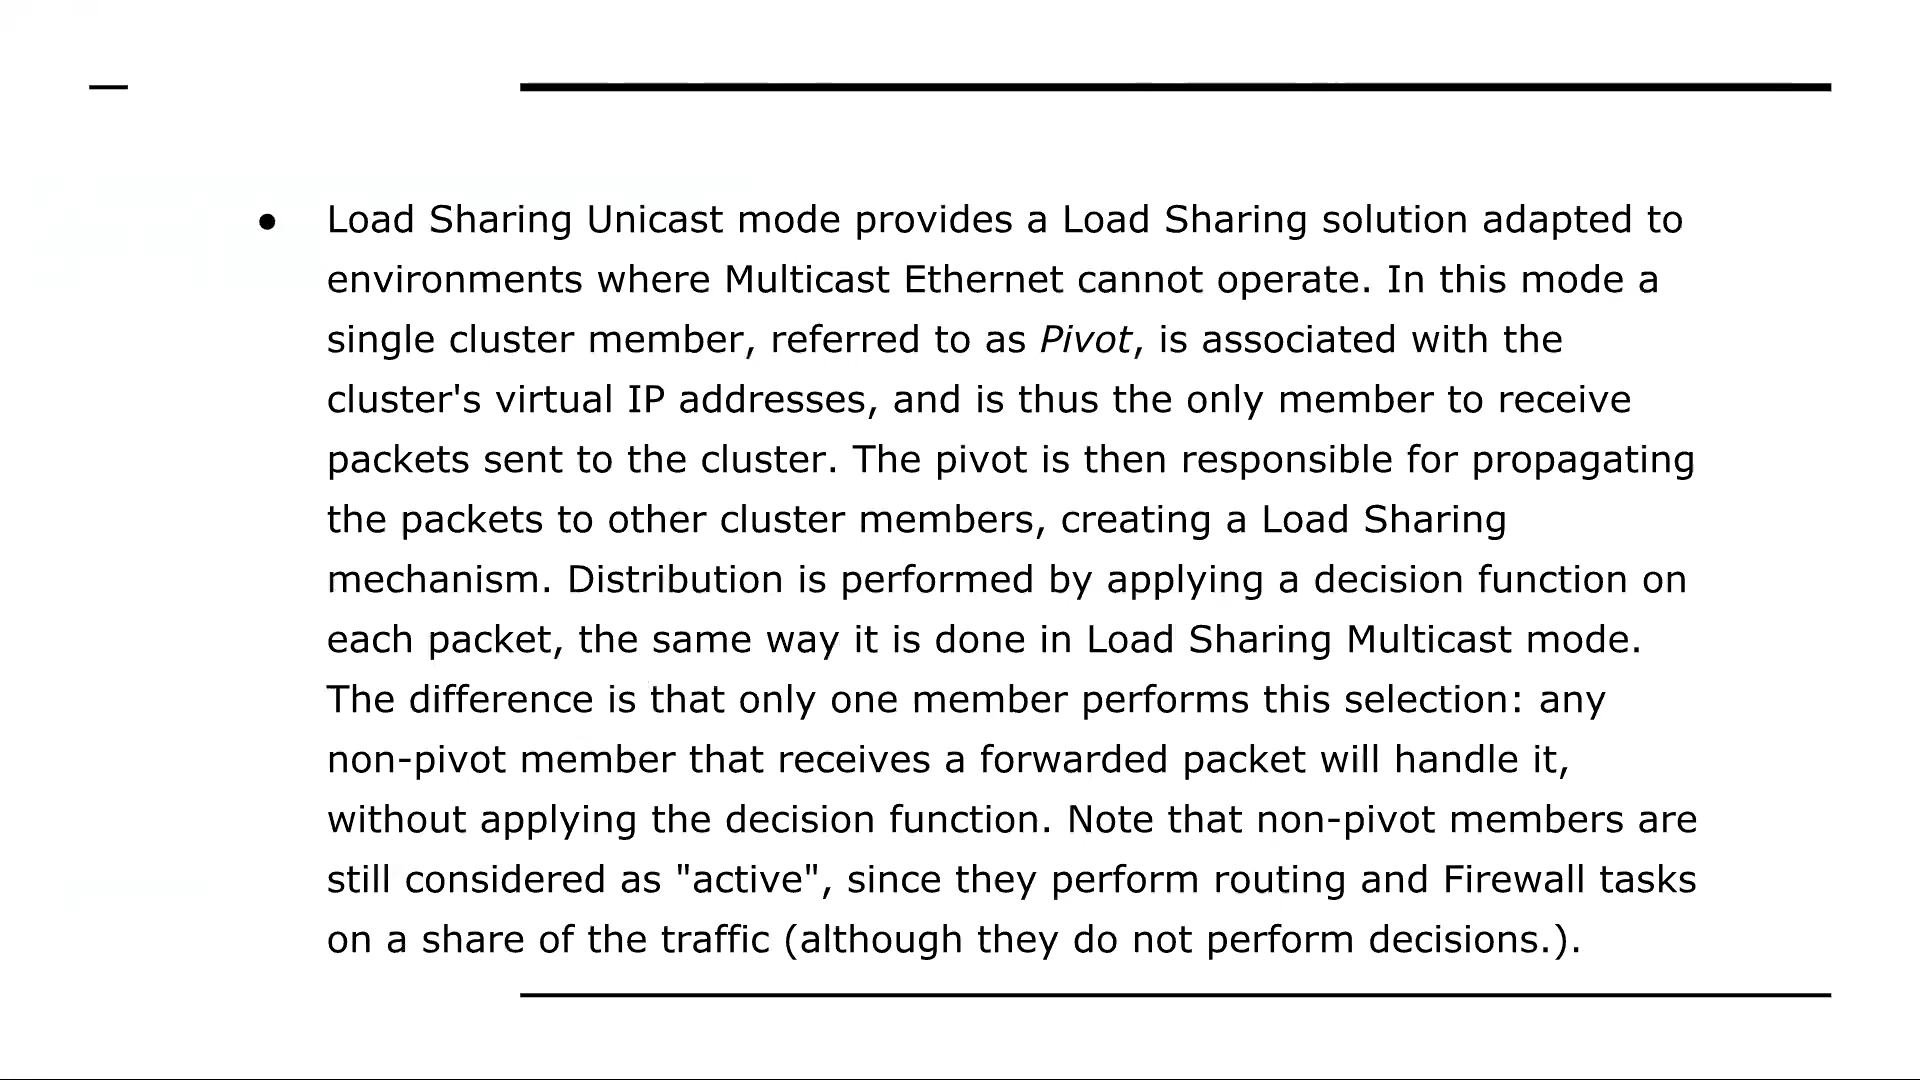 ● Load Sharing Unicast mode provides a Load Sharing solution adapted to
environments where Multicast Ethernet cannot operate. In this mode a
single cluster member, referred to as Pivot, is associated with the
cluster's virtual IP addresses, and is thus the only member to receive
packets sent to the cluster. The pivot is then responsible for propagating
the packets to other cluster members, creating a Load Sharing
mechanism. Distribution is performed by applying a decision function on
each packet, the same way it is done in Load Sharing Multicast mode.
The difference is that only one member performs this selection: any
non-pivot member that receives a forwarded packet will handle it,
without applying the decision function. Note that non-pivot members are
still considered as "active", since they perform routing and Firewall tasks
on a share of the traffic (although they do not perform decisions.).